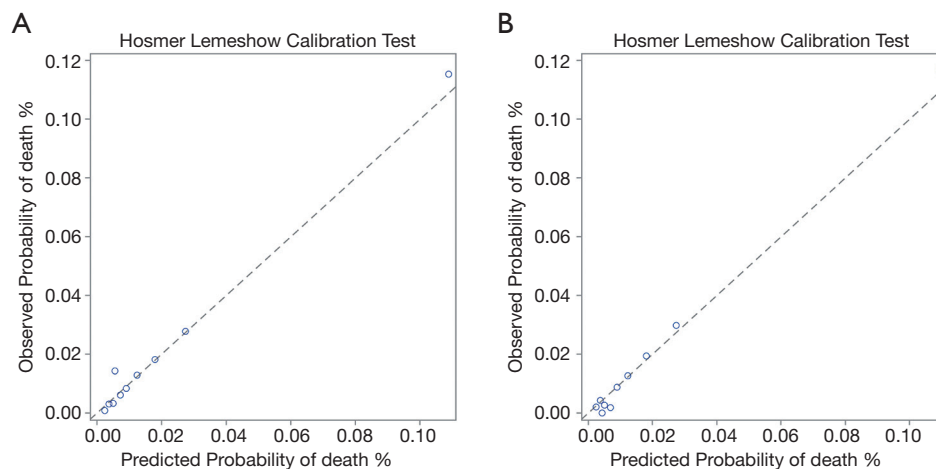 A
Hosmer Lemeshow Calibration Test
Observed Probability of death %
0.12
0.10
0.08
0.06
0.04
0.02
0.00
0.00 0.02 0.04 0.06 0.08 0.10
Predicted Probability of death %
B
Hosmer Lemeshow Calibration Test
Observed Probability of death %
0.12
0.10
0.08
0.06
0.04
0.02
0.00
0.00 0.02 0.04 0.06 0.08 0.10
Predicted Probability of death %